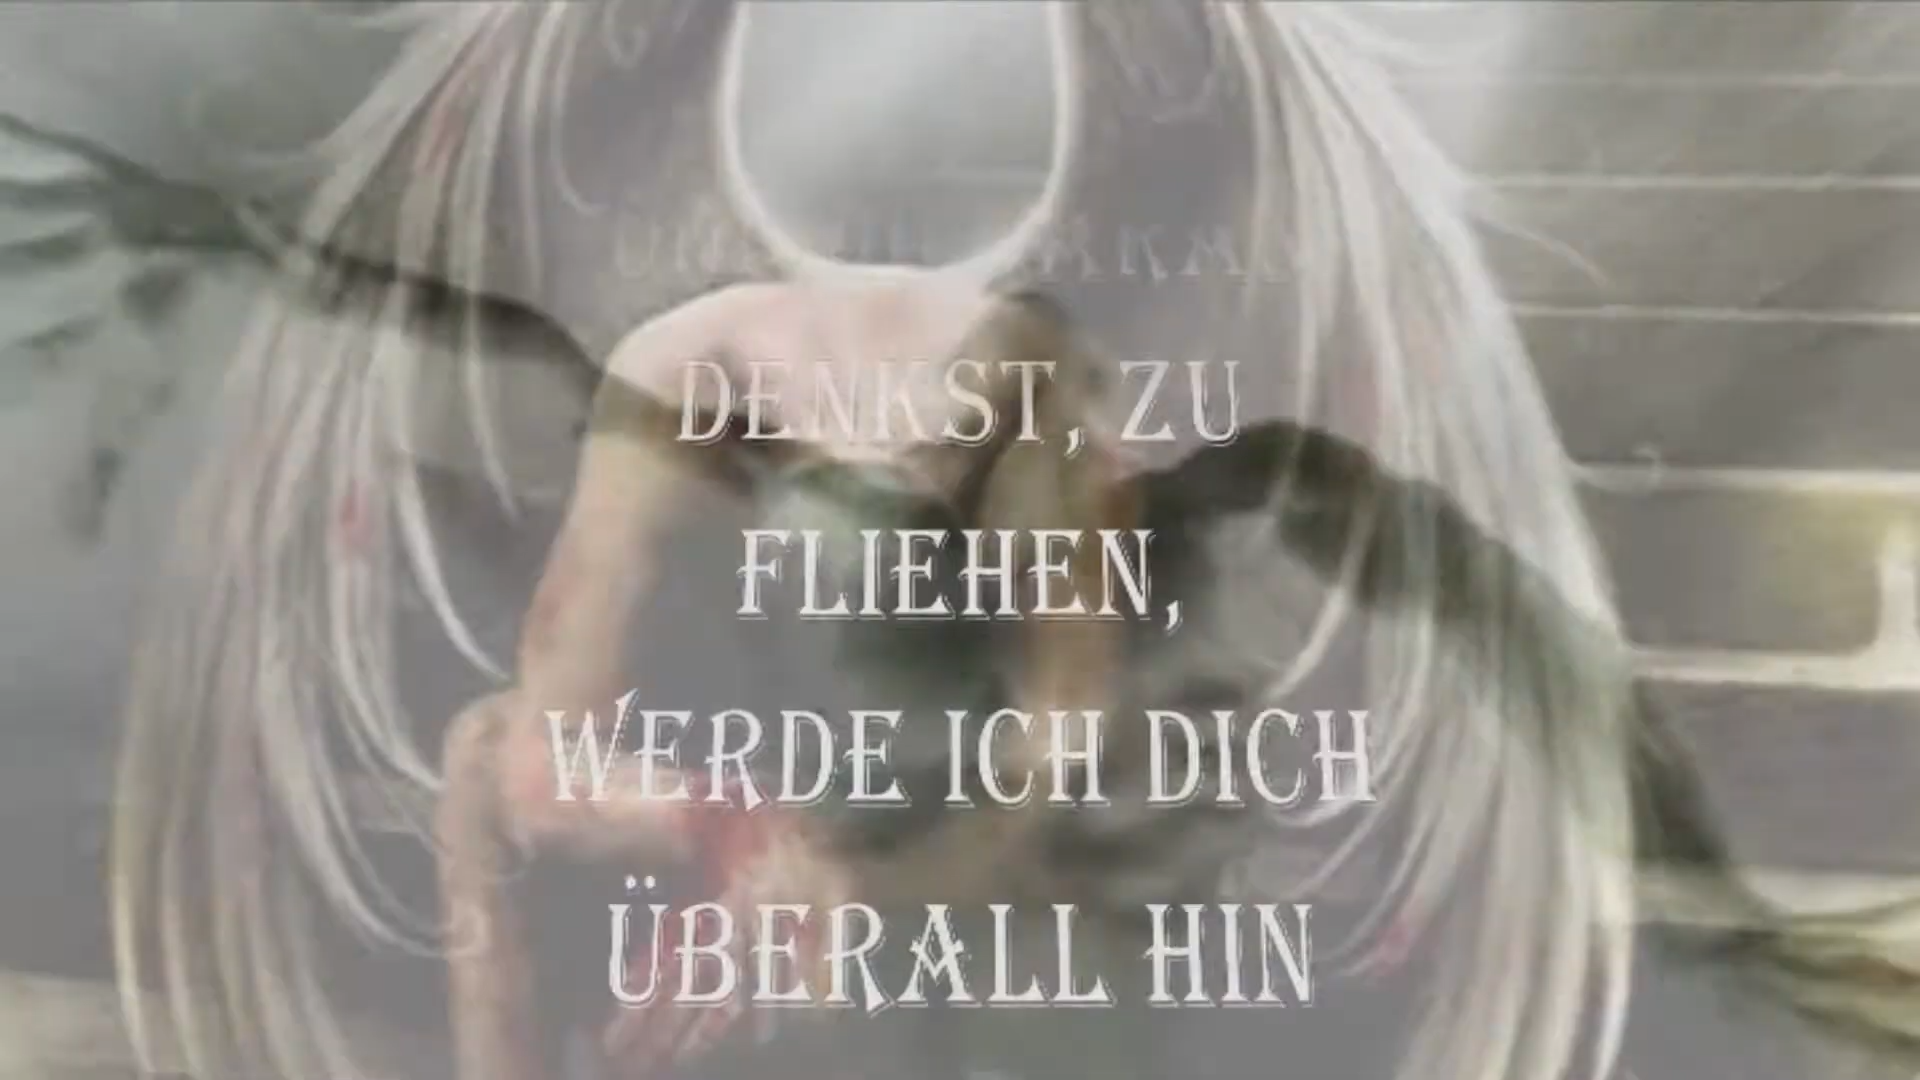 DENKST, ZU
FLIEHEN,
WERDE ICH DICH
ÜBERALL HIN